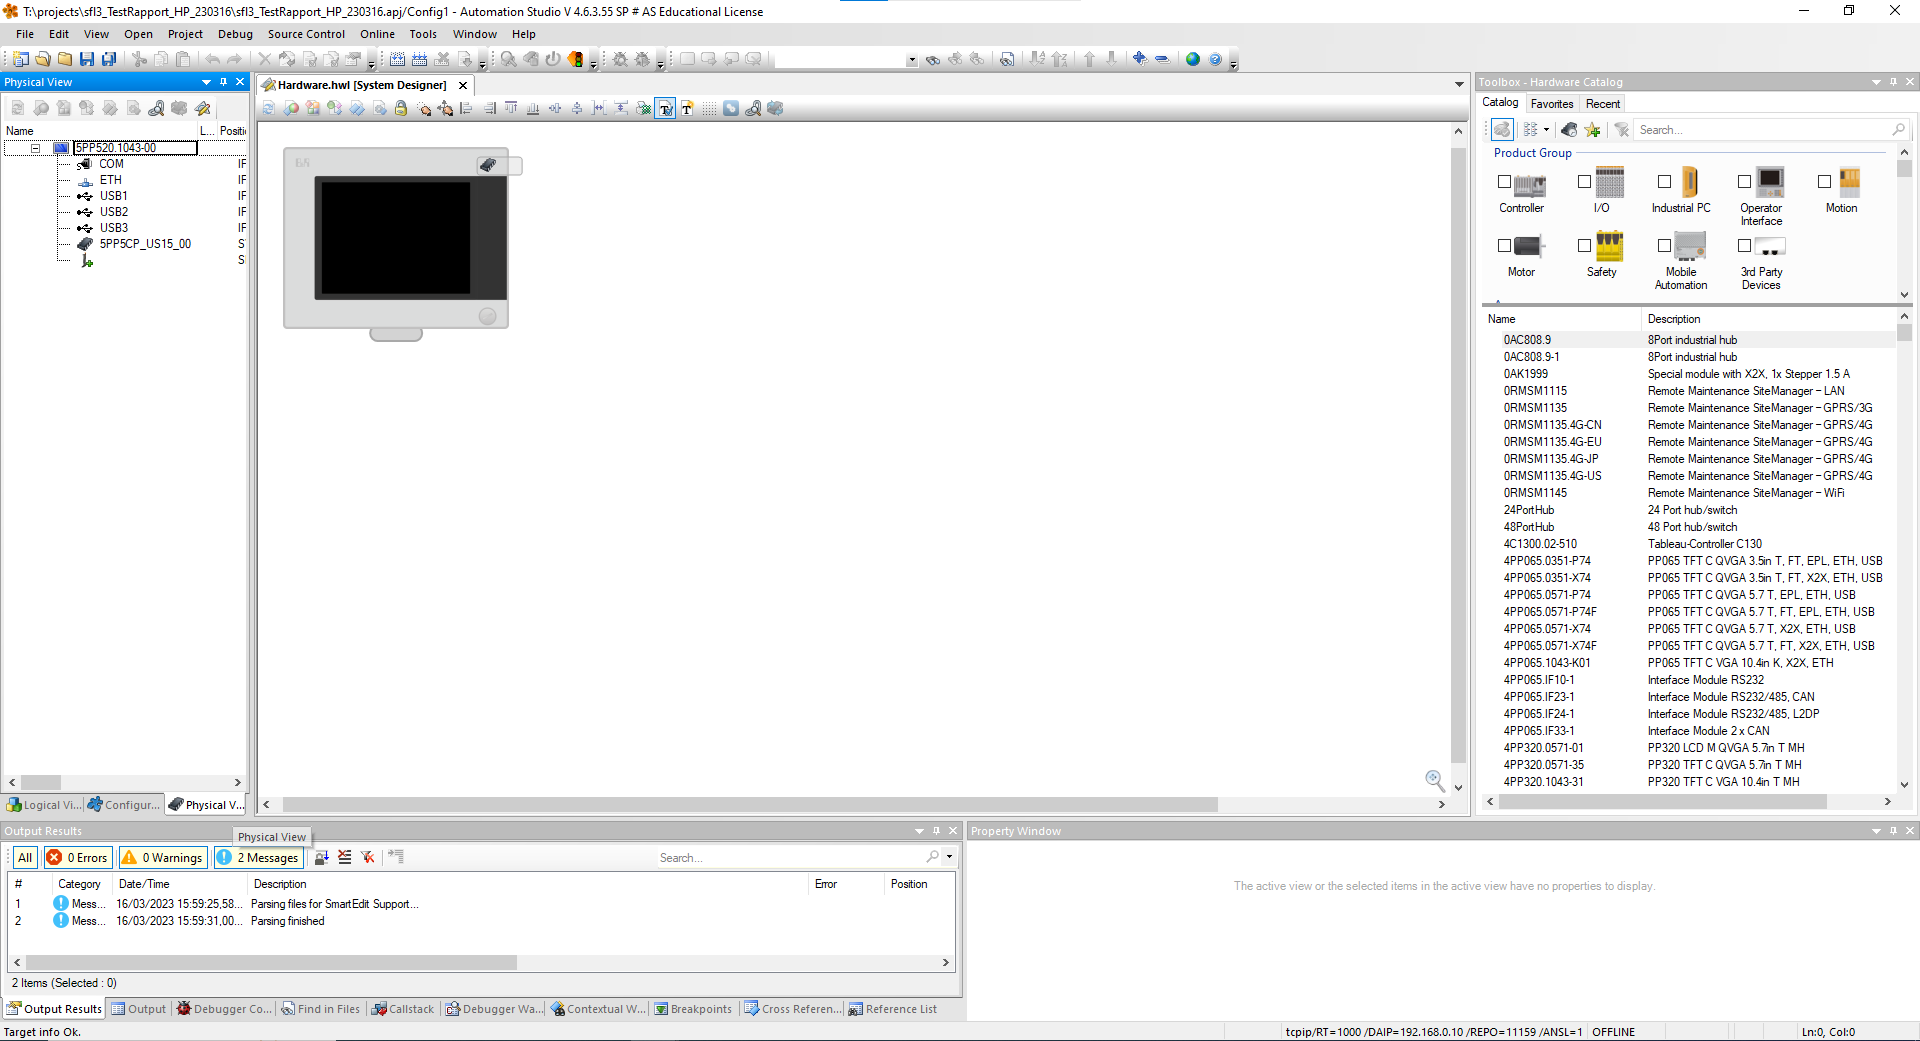 T:\projects\sfl3_TestRapport_HP_230316\sfl3_TestRapport_HP_230316.apj/Config1 - Automation Studio V 4.6.3.55 SP # AS Educational License
File Edit View Open Project Debug Source Control Online Tools Window Help
Physical View
Name L... Positi
5PP520.1043-00
COM IF
ETH IF
USB1 IF
USB2 IF
USB3 IF
5PP5CP_US15_00 S
S
Logical Vi... Configur... Physical V...
Hardware.hwl [System Designer]
Toolbox - Hardware Catalog
Catalog Favorites Recent
Search...
Product Group
Controller I/O Industrial PC Operator Interface Motion
Motor Safety Mobile Automation 3rd Party Devices
Name Description
0AC808.9 8Port industrial hub
0AC808.9-1 8Port industrial hub
0AK1999 Special module with X2X, 1x Stepper 1.5 A
0RMSM1115 Remote Maintenance SiteManager – LAN
0RMSM1135 Remote Maintenance SiteManager – GPRS/3G
0RMSM1135.4G-CN Remote Maintenance SiteManager – GPRS/4G
0RMSM1135.4G-EU Remote Maintenance SiteManager – GPRS/4G
0RMSM1135.4G-JP Remote Maintenance SiteManager – GPRS/4G
0RMSM1135.4G-US Remote Maintenance SiteManager – GPRS/4G
0RMSM1145 Remote Maintenance SiteManager – WiFi
24PortHub 24 Port hub/switch
48PortHub 48 Port hub/switch
4C1300.02-510 Tableau-Controller C130
4PP065.0351-P74 PP065 TFT C QVGA 3.5in T, FT, EPL, ETH, USB
4PP065.0351-X74 PP065 TFT C QVGA 3.5in T, FT, X2X, ETH, USB
4PP065.0571-P74 PP065 TFT C QVGA 5.7 T, EPL, ETH, USB
4PP065.0571-P74F PP065 TFT C QVGA 5.7 T, FT, EPL, ETH, USB
4PP065.0571-X74 PP065 TFT C QVGA 5.7 T, X2X, ETH, USB
4PP065.0571-X74F PP065 TFT C QVGA 5.7 T, FT, X2X, ETH, USB
4PP065.1043-K01 PP065 TFT C VGA 10.4in K, X2X, ETH
4PP065.IF10-1 Interface Module RS232
4PP065.IF23-1 Interface Module RS232/485, CAN
4PP065.IF24-1 Interface Module RS232/485, L2DP
4PP065.IF33-1 Interface Module 2 x CAN
4PP320.0571-01 PP320 LCD M QVGA 5.7in T MH
4PP320.0571-35 PP320 TFT C QVGA 5.7in T MH
4PP320.1043-31 PP320 TFT C VGA 10.4in T MH
Output Results
Physical View
All 0 Errors 0 Warnings 2 Messages Search...
# Category Date/Time Description Error Position
1 Mess... 16/03/2023 15:59:25,58... Parsing files for SmartEdit Support...
2 Mess... 16/03/2023 15:59:31,00... Parsing finished
2 Items (Selected : 0)
Output Results Output Debugger Co... Find in Files Callstack Debugger Wa... Contextual W... Breakpoints Cross Referen... Reference List
Property Window
The active view or the selected items in the active view have no properties to display.
Target info Ok.
tcpip/RT=1000 /DAIP=192.168.0.10 /REPO=11159 /ANSL=1 OFFLINE Ln:0, Col:0